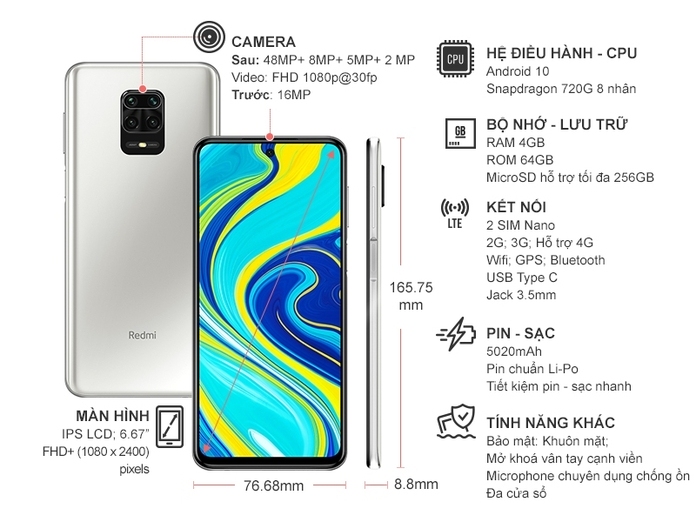 CAMERA
Sau: 48MP+ 8MP+ 5MP+ 2 MP
Video: FHD 1080p@30fp
Trước: 16MP
Redmi
MÀN HÌNH
IPS LCD; 6.67”
FHD+ (1080 x 2400)
pixels
165.75
mm
76.68mm
8.8mm
CPU
HỆ ĐIỀU HÀNH - CPU
Android 10
Snapdragon 720G 8 nhân
GB
BỘ NHỚ - LƯU TRỮ
RAM 4GB
ROM 64GB
MicroSD hỗ trợ tối đa 256GB
LTE
KẾT NỐI
2 SIM Nano
2G; 3G; Hỗ trợ 4G
Wifi; GPS; Bluetooth
USB Type C
Jack 3.5mm
PIN - SẠC
5020mAh
Pin chuẩn Li-Po
Tiết kiệm pin - sạc nhanh
TÍNH NĂNG KHÁC
Bảo mật: Khuôn mặt;
Mở khoá vân tay cạnh viền
Microphone chuyên dụng chống ồn
Đa cửa sổ